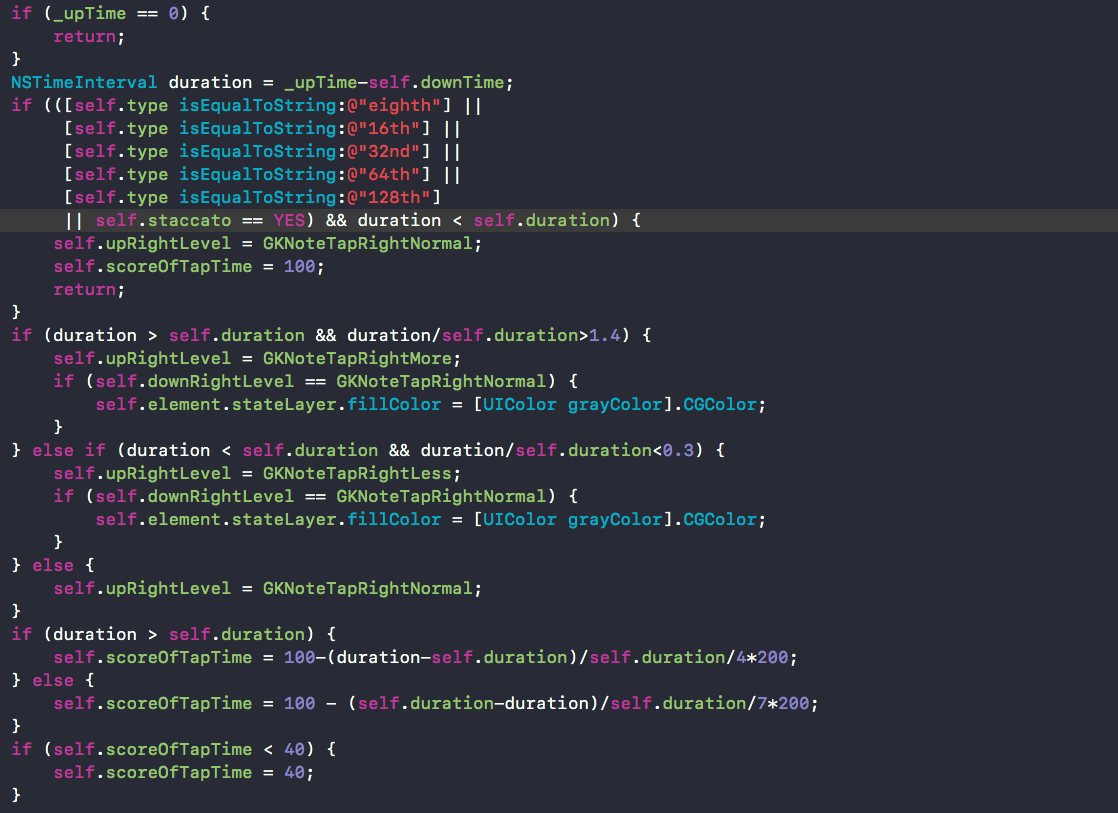 if (_upTime == 0) {
    return;
}
NSTimeInterval duration = _upTime-self.downTime;
if (([self.type isEqualToString:@"eighth"] ||
     [self.type isEqualToString:@"16th"] ||
     [self.type isEqualToString:@"32nd"] ||
     [self.type isEqualToString:@"64th"] ||
     [self.type isEqualToString:@"128th"]
     || self.staccato == YES) && duration < self.duration) {
    self.upRightLevel = GKNoteTapRightNormal;
    self.scoreOfTapTime = 100;
    return;
}
if (duration > self.duration && duration/self.duration>1.4) {
    self.upRightLevel = GKNoteTapRightMore;
    if (self.downRightLevel == GKNoteTapRightNormal) {
        self.element.stateLayer.fillColor = [UIColor grayColor].CGColor;
    }
} else if (duration < self.duration && duration/self.duration<0.3) {
    self.upRightLevel = GKNoteTapRightLess;
    if (self.downRightLevel == GKNoteTapRightNormal) {
        self.element.stateLayer.fillColor = [UIColor grayColor].CGColor;
    }
} else {
    self.upRightLevel = GKNoteTapRightNormal;
}
if (duration > self.duration) {
    self.scoreOfTapTime = 100-(duration-self.duration)/self.duration/4*200;
} else {
    self.scoreOfTapTime = 100 - (self.duration-duration)/self.duration/7*200;
}
if (self.scoreOfTapTime < 40) {
    self.scoreOfTapTime = 40;
}